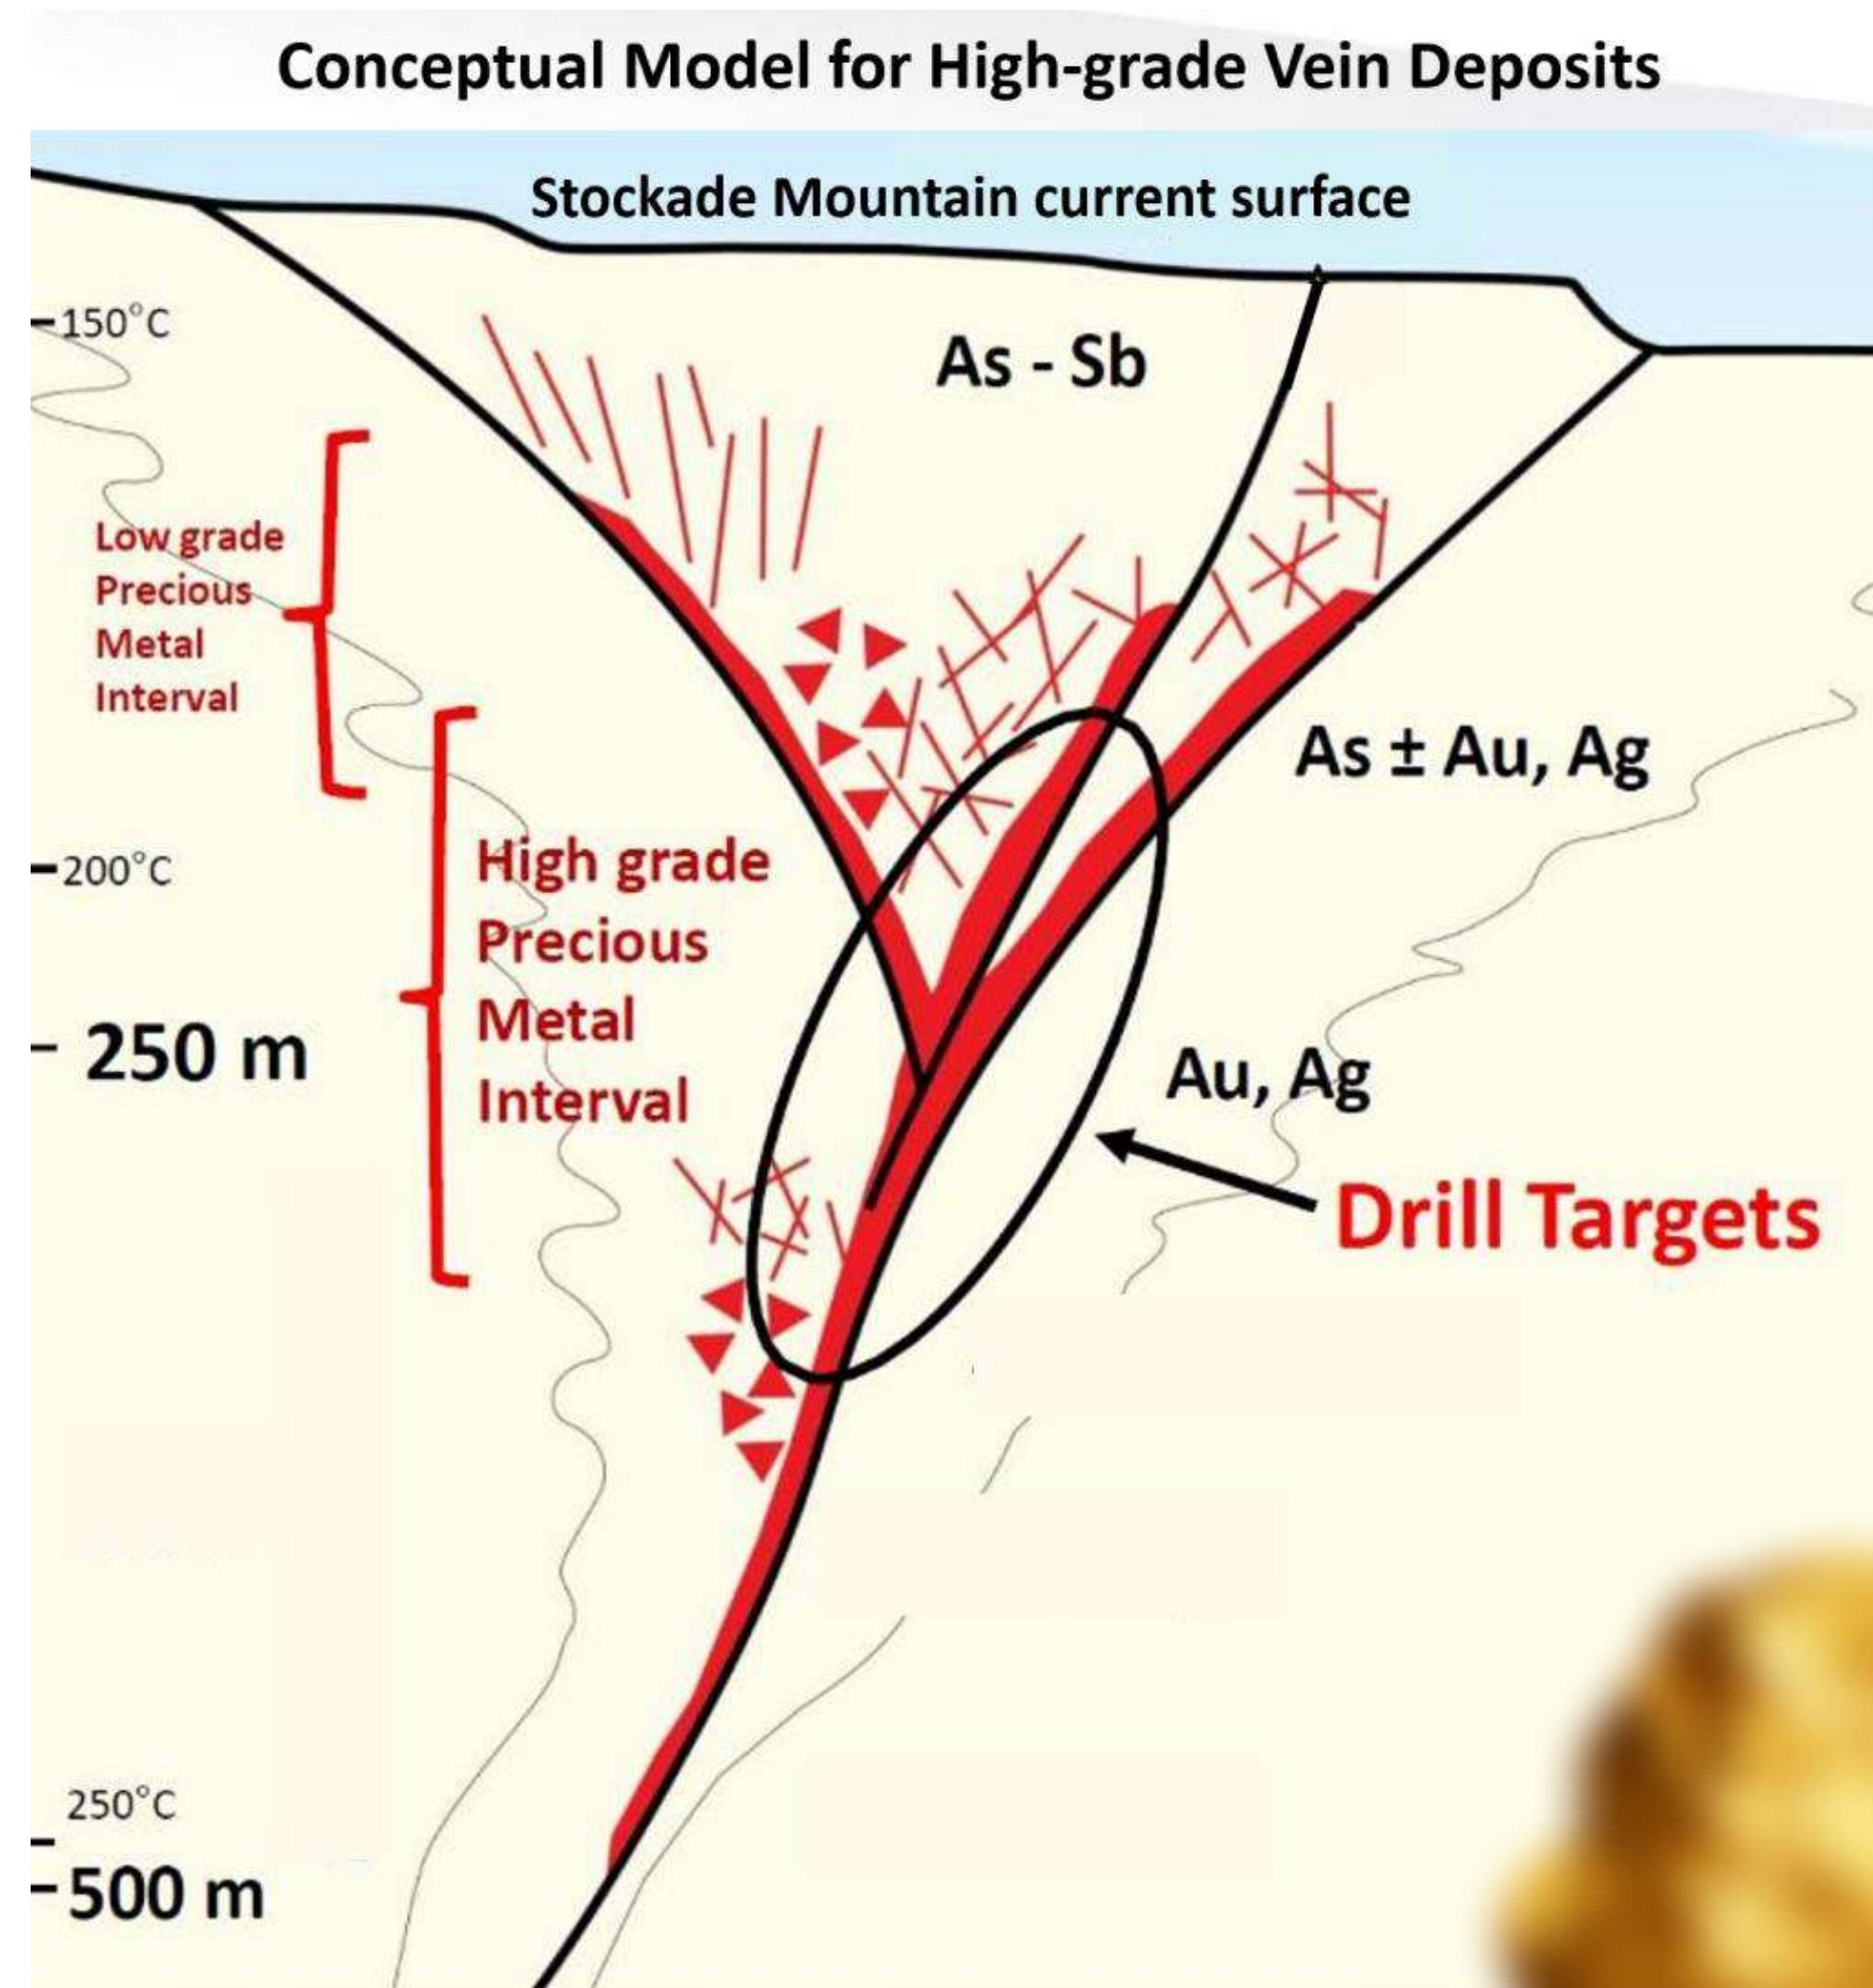 Conceptual Model for High-grade Vein Deposits
Stockade Mountain current surface
150°C
As - Sb
Low grade
Precious
Metal
Interval
As ± Au, Ag
200°C
High grade
Precious
Metal
Interval
250 m
Au, Ag
Drill Targets
250°C
500 m